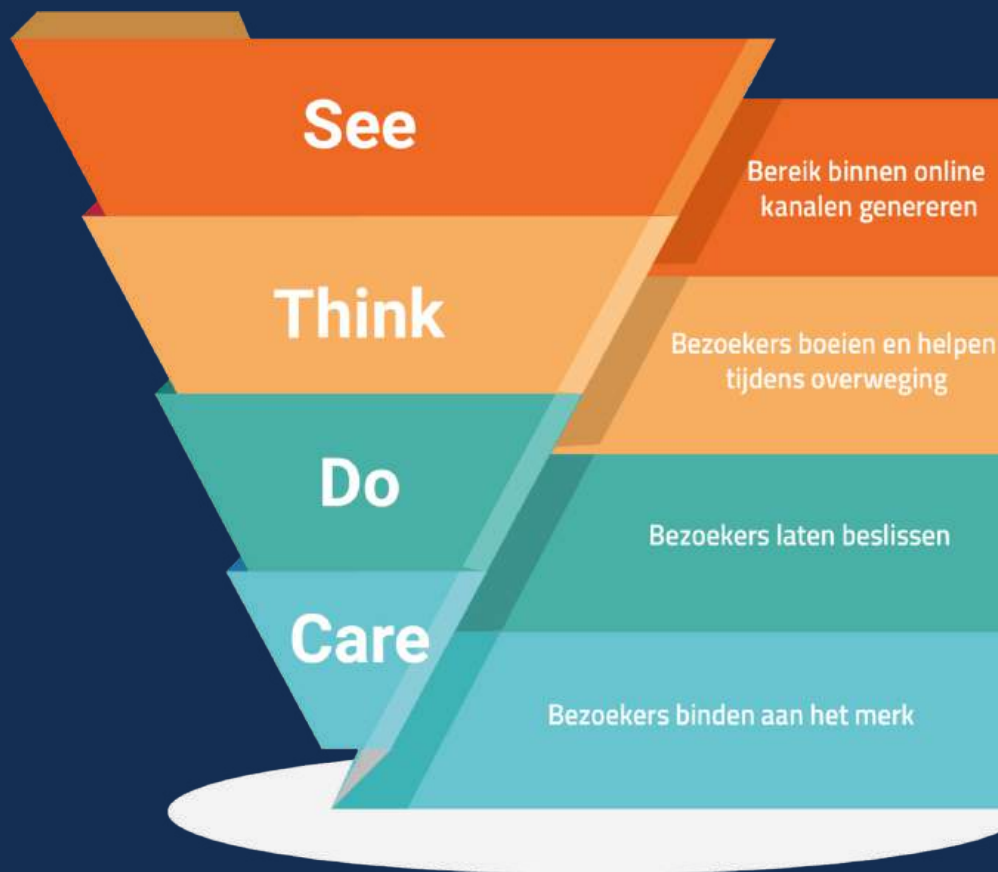 See
Bereik binnen online
kanalen genereren
Think
Bezoekers boeien en helpen
tijdens overweging
Do
Bezoekers laten beslissen
Care
Bezoekers binden aan het merk